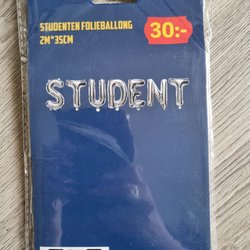 STUDENTEN FOLIEBALLONG
2M*35CM
30:-
STUDENT